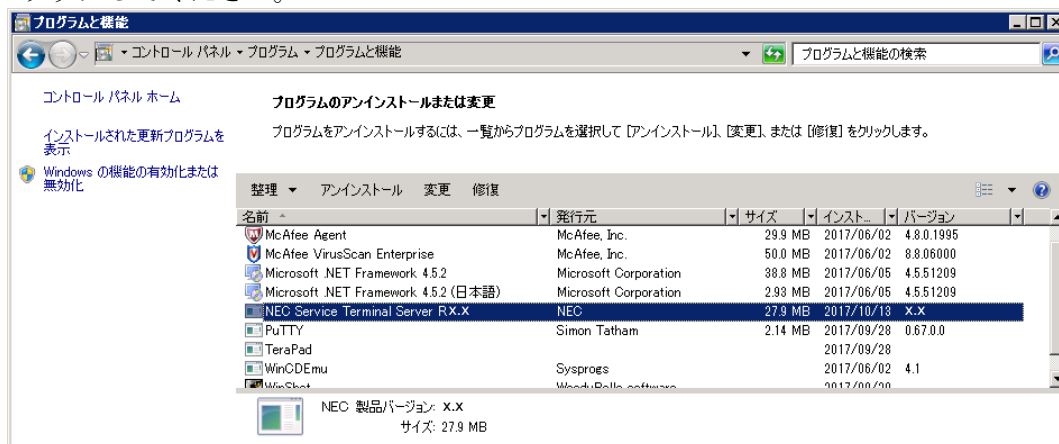 プログラムと機能
コントロール パネル ▾ プログラム ▾ プログラムと機能
プログラムと機能の検索
コントロール パネル ホーム
インストールされた更新プログラムを
表示
Windows の機能の有効化または
無効化
プログラムのアンインストールまたは変更
プログラムをアンインストールするには、一覧からプログラムを選択して [アンインストール]、[変更]、または [修復] をクリックします。
整理 ▼ アンインストール 変更 修復
名前 発行元 サイズ インスト... バージョン
McAfee Agent McAfee, Inc. 29.9 MB 2017/06/02 4.8.0.1995
McAfee VirusScan Enterprise McAfee, Inc. 50.0 MB 2017/06/02 8.8.06000
Microsoft .NET Framework 4.5.2 Microsoft Corporation 38.8 MB 2017/06/05 4.5.51209
Microsoft .NET Framework 4.5.2 (日本語) Microsoft Corporation 2.93 MB 2017/06/05 4.5.51209
NEC Service Terminal Server RX.X NEC 27.9 MB 2017/10/13 X.X
PuTTY Simon Tatham 2.14 MB 2017/09/28 0.67.0.0
TeraPad 2017/09/28
WinCDEmu Sysprogs 2017/06/02 4.1
WinShot
NEC 製品バージョン: X.X
サイズ: 27.9 MB